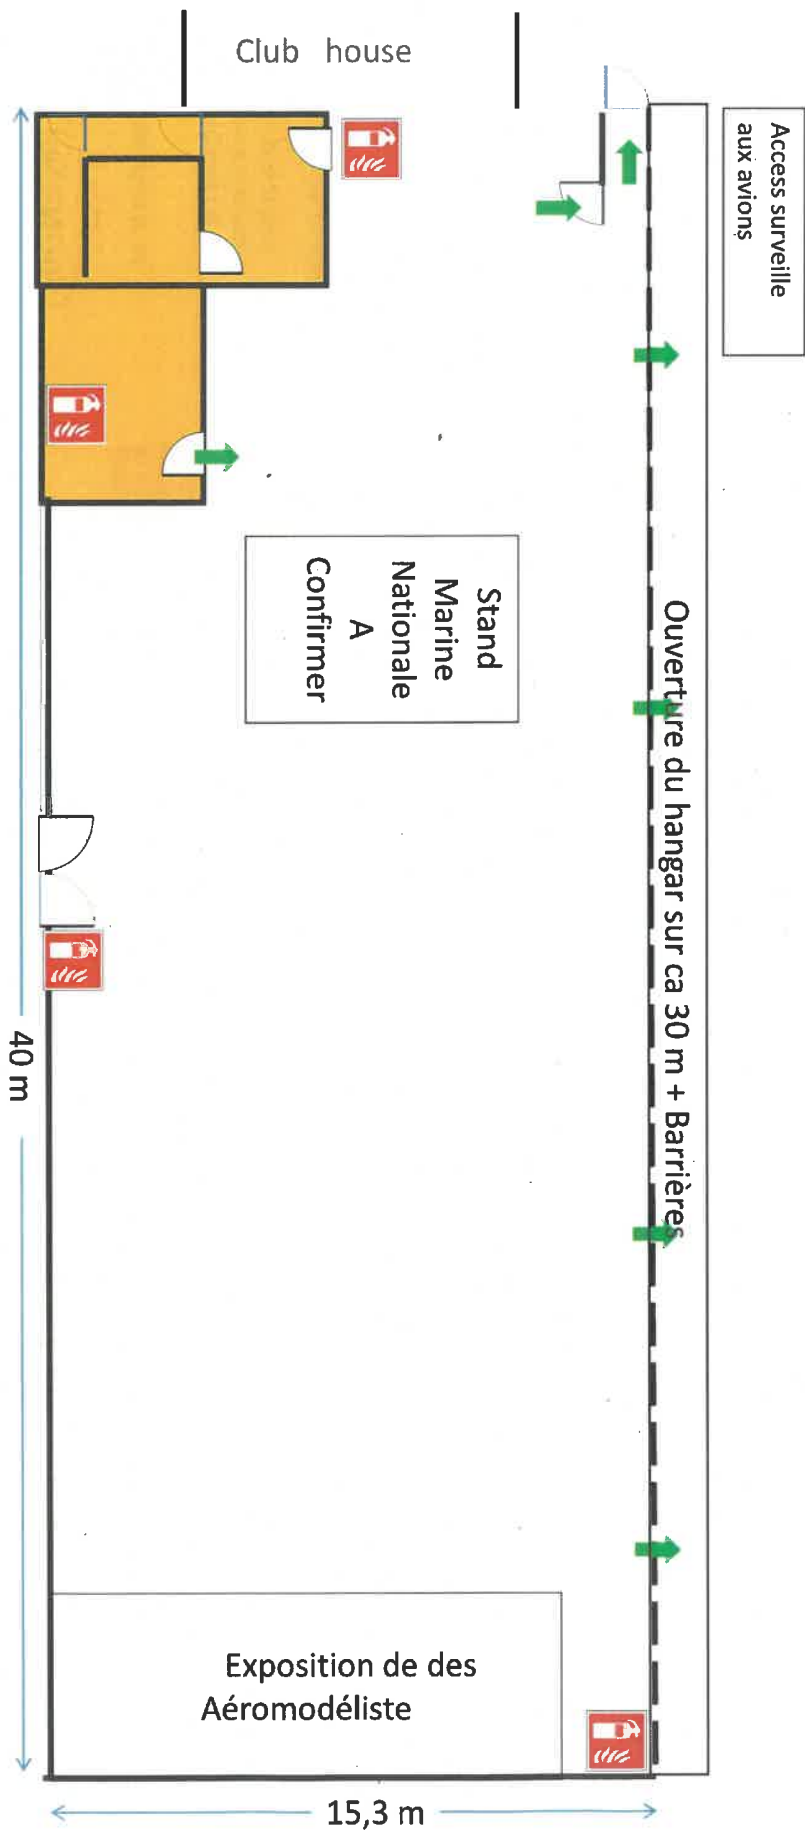 Club house
Access surveille
aux avions
Ouverture du hangar sur ca 30 m + Barrières
Stand
Marine
Nationale
A
Confirmer
40 m
Exposition de des
Aéromodéliste
15,3 m